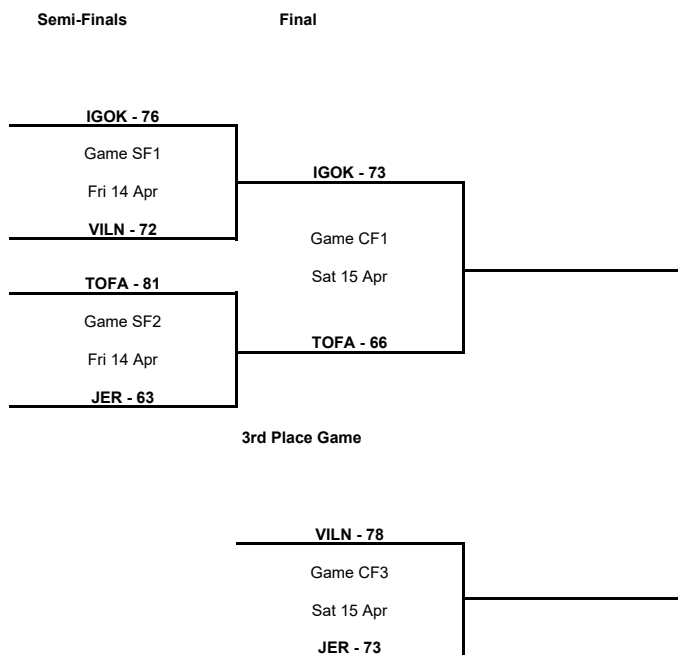 Semi-Finals Final
IGOK - 76
Game SF1
Fri 14 Apr
VILN - 72
IGOK - 73
Game CF1
Sat 15 Apr
TOFA - 66
TOFA - 81
Game SF2
Fri 14 Apr
JER - 63
3rd Place Game
VILN - 78
Game CF3
Sat 15 Apr
JER - 73